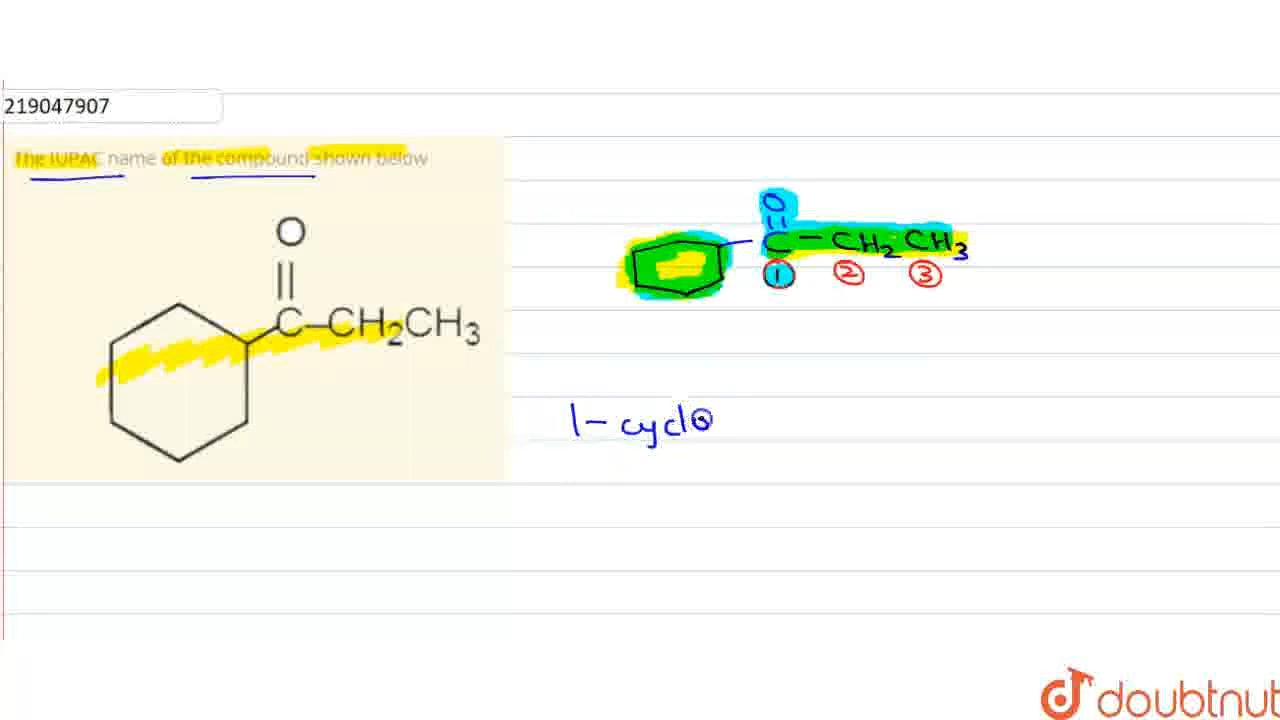 219047907
The IUPAC name of the compound shown below
O
C–CH₂CH₃
O
C – CH₂ CH₃
1 2 3
1 – cyclo
doubtnut